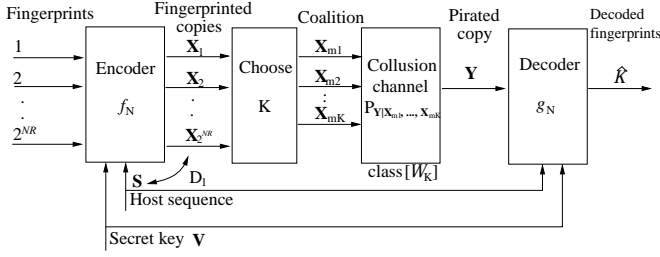 Fingerprints
Fingerprinted copies
Coalition
Pirated copy
Decoded fingerprints
1
2
.
.
2^NR
Encoder
f_N
X_1
X_2
.
.
X_2^NR
Choose
K
X_m1
X_m2
.
.
X_mK
Collusion channel
P_Y|X_m1, ..., X_mK
class [W_K]
Y
Decoder
g_N
K̂
S
D_1
Host sequence
Secret key V